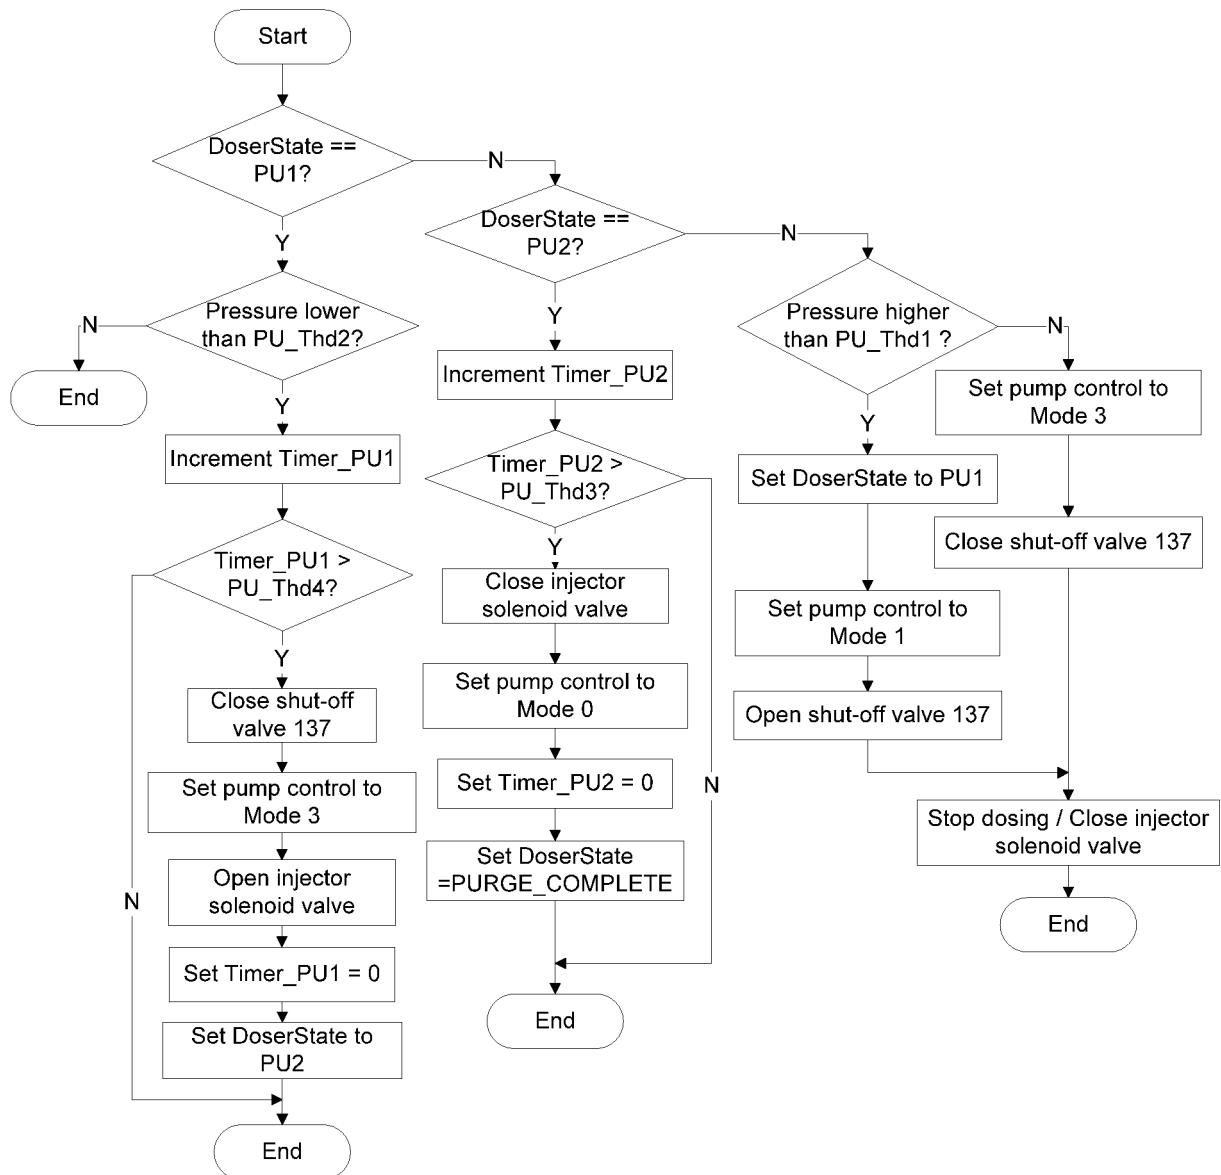 Start
DoserState ==
PU1?
N
Y
Pressure lower
than PU_Thd2?
N
End
Y
Increment Timer_PU1
Timer_PU1 >
PU_Thd4?
Y
Close shut-off
valve 137
Set pump control to
Mode 3
Open injector
solenoid valve
N
Set Timer_PU1 = 0
Set DoserState to
PU2
End
DoserState ==
PU2?
N
Y
Increment Timer_PU2
Timer_PU2 >
PU_Thd3?
Y
Close injector
solenoid valve
Set pump control to
Mode 0
Set Timer_PU2 = 0
N
Set DoserState
=PURGE_COMPLETE
End
Pressure higher
than PU_Thd1 ?
N
Y
Set DoserState to PU1
Set pump control to
Mode 1
Open shut-off valve 137
Set pump control to
Mode 3
Close shut-off valve 137
Stop dosing / Close injector
solenoid valve
End